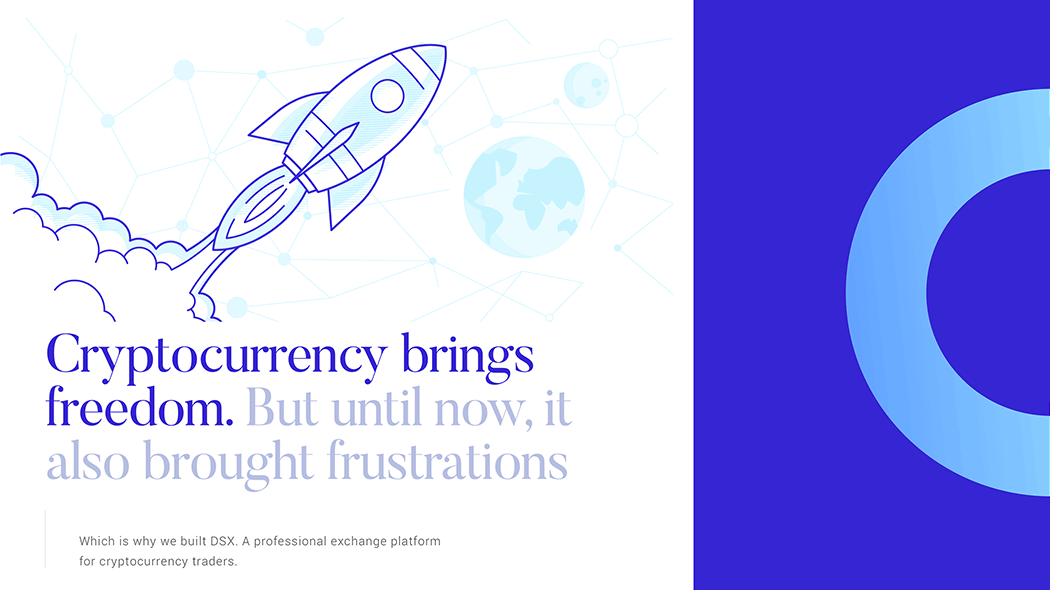 Cryptocurrency brings
freedom. But until now, it
also brought frustrations
Which is why we built DSX. A professional exchange platform
for cryptocurrency traders.